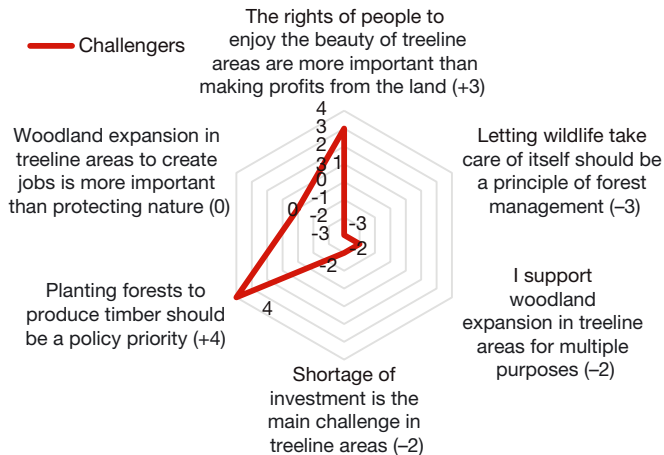 The rights of people to
enjoy the beauty of treeline
areas are more important than
making profits from the land (+3)
Challengers
Woodland expansion in
treeline areas to create
jobs is more important
than protecting nature (0)
Letting wildlife take
care of itself should be
a principle of forest
management (–3)
4
3
2
1
3
0
-1
0
-2
-3
-3
-2
-2
4
Planting forests to
produce timber should
be a policy priority (+4)
I support
woodland
expansion in treeline
areas for multiple
purposes (–2)
Shortage of
investment is the
main challenge in
treeline areas (–2)